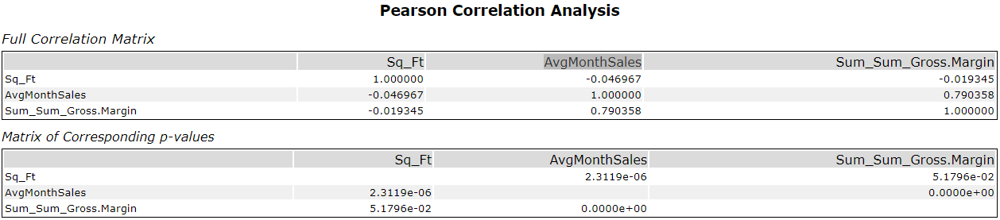 Pearson Correlation Analysis
Full Correlation Matrix
Sq_Ft AvgMonthSales Sum_Sum_Gross.Margin
Sq_Ft 1.000000 -0.046967 -0.019345
AvgMonthSales -0.046967 1.000000 0.790358
Sum_Sum_Gross.Margin -0.019345 0.790358 1.000000
Matrix of Corresponding p-values
Sq_Ft AvgMonthSales Sum_Sum_Gross.Margin
Sq_Ft 2.3119e-06 5.1796e-02
AvgMonthSales 2.3119e-06 0.0000e+00
Sum_Sum_Gross.Margin 5.1796e-02 0.0000e+00